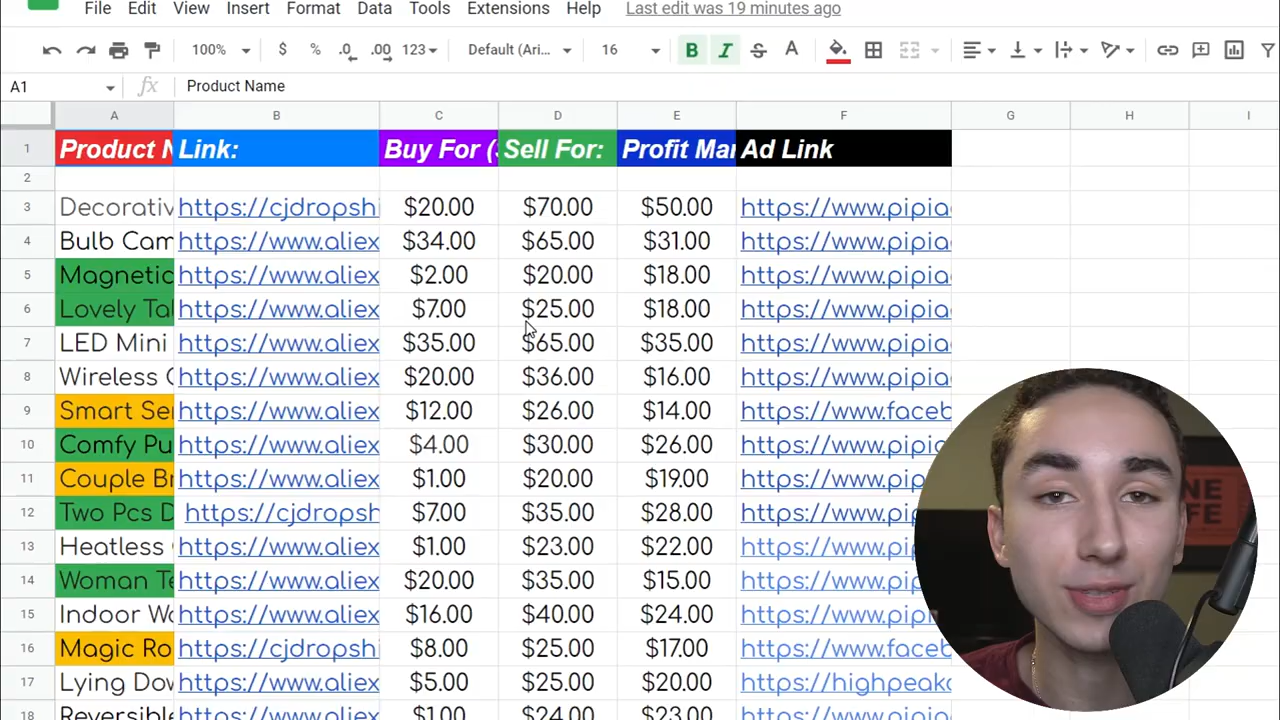 File Edit View Insert Format Data Tools Extensions Help Last edit was 19 minutes ago
100% $ % .0 .00 123 Default (Ari... 16 B I S A
A1 fx Product Name
A B C D E F G H I
1 Product N Link: Buy For ( Sell For: Profit Mar Ad Link
2
3 Decorativ https://cjdropshi $20.00 $70.00 $50.00 https://www.pipia
4 Bulb Cam https://www.aliex $34.00 $65.00 $31.00 https://www.pipia
5 Magnetic https://www.aliex $2.00 $20.00 $18.00 https://www.pipia
6 Lovely Tal https://www.aliex $7.00 $25.00 $18.00 https://www.pipia
7 LED Mini https://www.aliex $35.00 $65.00 $35.00 https://www.pipia
8 Wireless https://www.aliex $20.00 $36.00 $16.00 https://www.pipia
9 Smart Se https://www.aliex $12.00 $26.00 $14.00 https://www.faceb
10 Comfy Pu https://www.aliex $4.00 $30.00 $26.00 https://www.pipi
11 Couple Br https://www.aliex $1.00 $20.00 $19.00 https://www.pip
12 Two Pcs D https://cjdropsh $7.00 $35.00 $28.00 https://www.pip
13 Heatless https://www.aliex $1.00 $23.00 $22.00 https://www.pip
14 Woman Te https://www.aliex $20.00 $35.00 $15.00 https://www.pip
15 Indoor Wo https://www.aliex $16.00 $40.00 $24.00 https://www.pipi
16 Magic Ro https://cjdropshi $8.00 $25.00 $17.00 https://www.faceb
17 Lying Dow https://www.aliex $5.00 $25.00 $20.00 https://highpeak
18 Reversible https://www.aliex $1.00 $24.00 $23.00 https://www.pipia